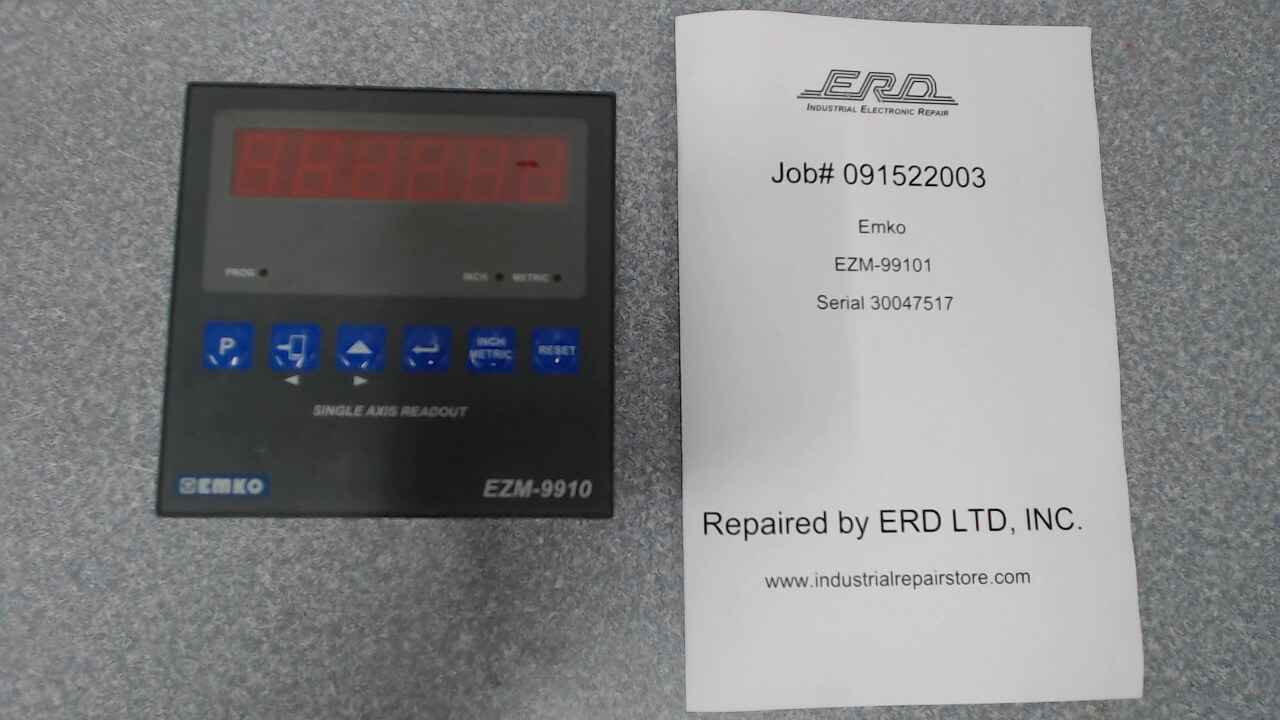 PROG
INCH METRIC
P
INCH
METRIC
RESET
SINGLE AXIS READOUT
EMKO
EZM-9910
ERD
INDUSTRIAL ELECTRONIC REPAIR
Job# 091522003
Emko
EZM-99101
Serial 30047517
Repaired by ERD LTD, INC.
www.industrialrepairstore.com